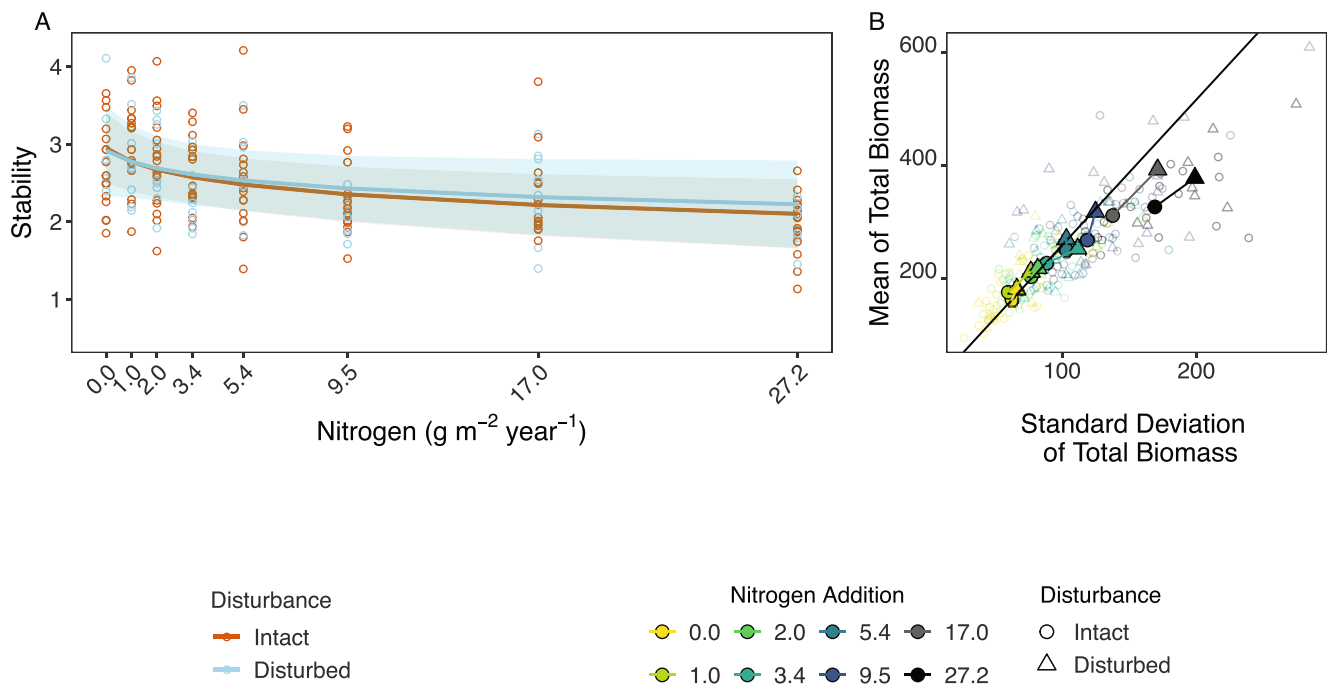 A
Stability
4
3
2
1
0.0
1.0
2.0
3.4
5.4
9.5
17.0
27.2
Nitrogen (g m⁻² year⁻¹)
B
Mean of Total Biomass
600
400
200
100
200
Standard Deviation
of Total Biomass
Disturbance
Intact
Disturbed
Nitrogen Addition
0.0
2.0
5.4
17.0
1.0
3.4
9.5
27.2
Disturbance
Intact
Disturbed